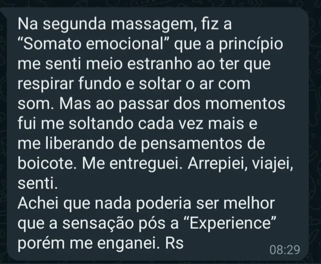 Na segunda massagem, fiz a
“Somato emocional” que a princípio
me senti meio estranho ao ter que
respirar fundo e soltar o ar com
som. Mas ao passar dos momentos
fui me soltando cada vez mais e
me liberando de pensamentos de
boicote. Me entreguei. Arrepiei, viajei,
senti.
Achei que nada poderia ser melhor
que a sensação pós a “Experience”
porém me enganei. Rs
08:29